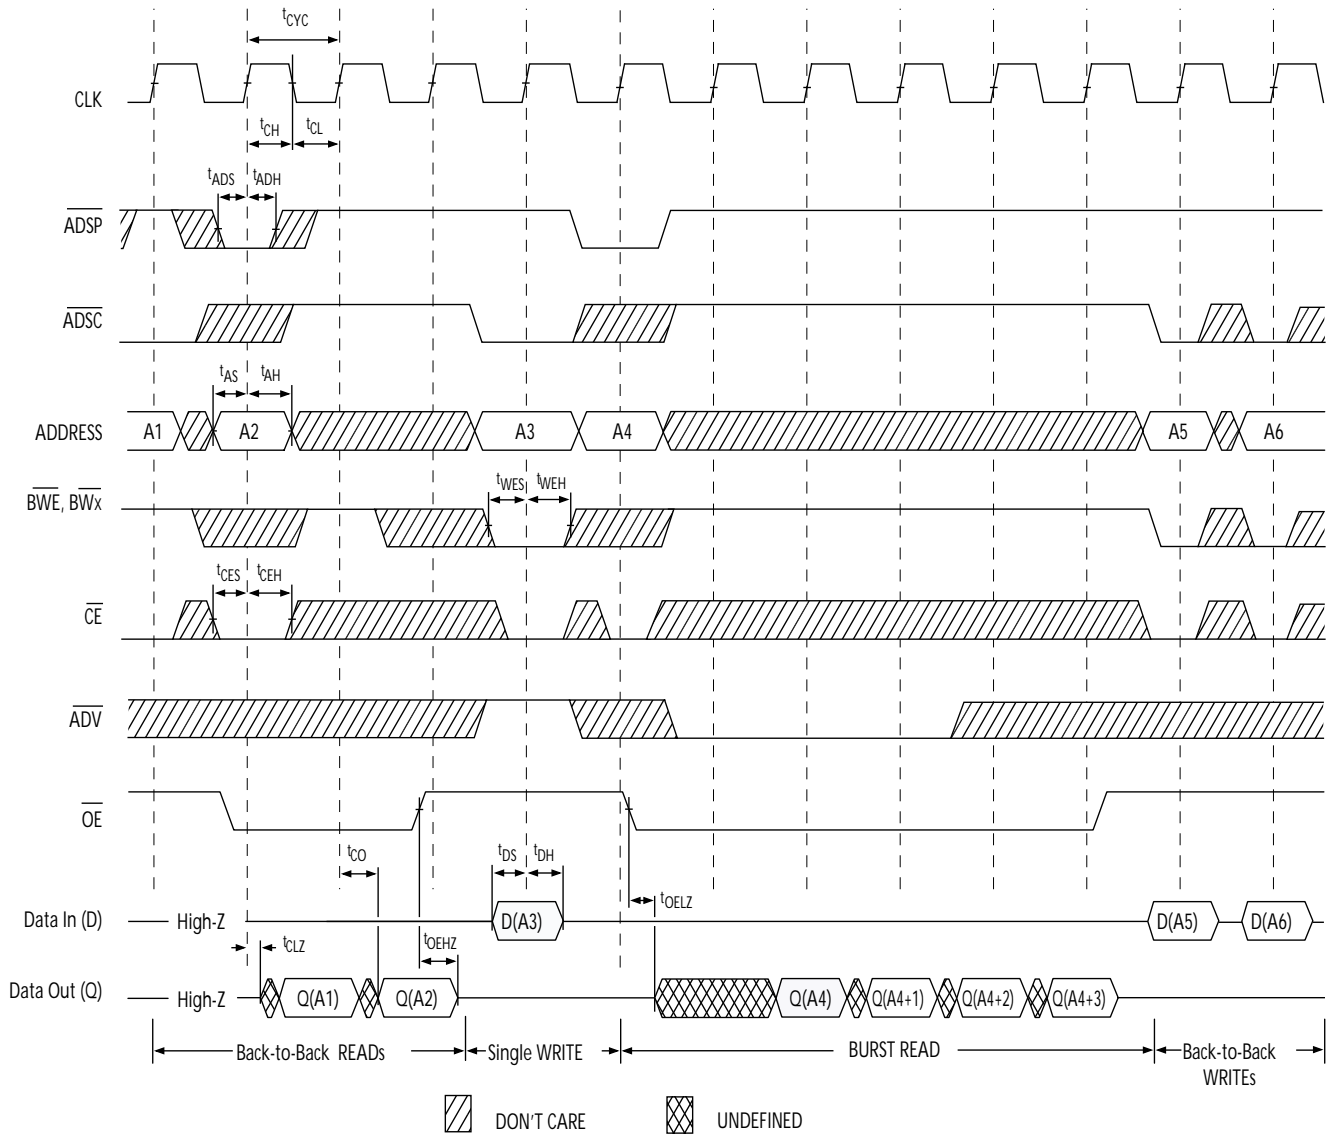 tCYC
CLK
tCH
tCL
tADS
tADH
ADSP
ADSC
tAS
tAH
ADDRESS
A1
A2
A3
A4
A5
A6
tWES
tWEH
BWE, BWx
tCES
tCEH
CE
ADV
OE
tCO
tDS
tDH
tOELZ
Data In (D)
High-Z
D(A3)
D(A5)
D(A6)
tCLZ
tOEHZ
Data Out (Q)
High-Z
Q(A1)
Q(A2)
Q(A4)
Q(A4+1)
Q(A4+2)
Q(A4+3)
Back-to-Back READs
Single WRITE
BURST READ
Back-to-Back
WRITEs
DON'T CARE
UNDEFINED